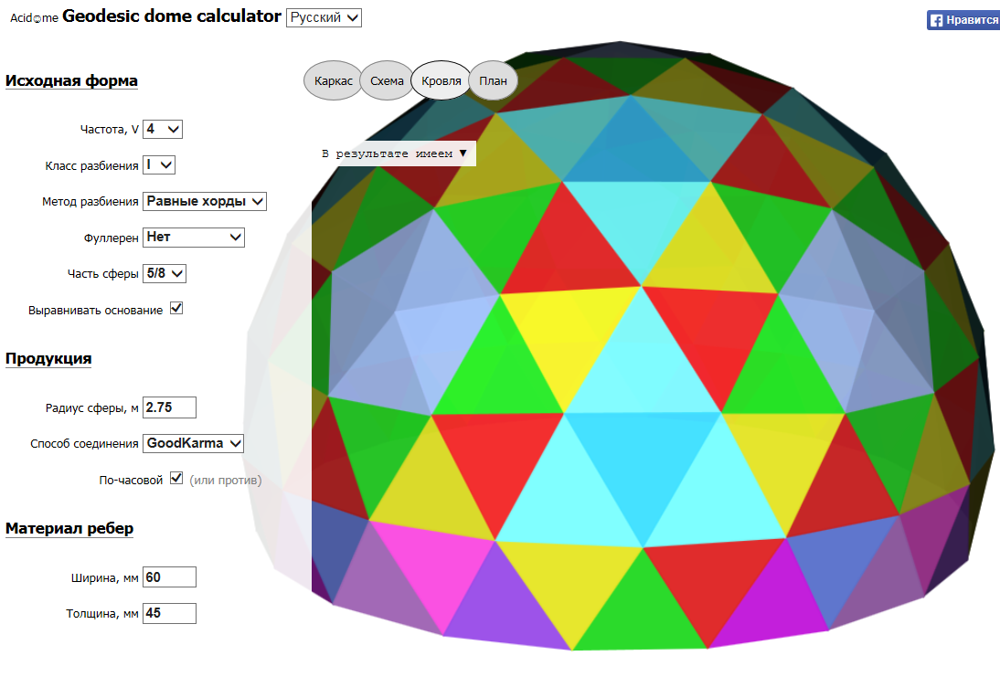 Acid☺me Geodesic dome calculator Русский
Нравится
Каркас Схема Кровля План
Исходная форма
Частота, V 4
В результате имеем ▼
Класс разбиения I
Метод разбиения Равные хорды
Фуллерен Нет
Часть сферы 5/8
Выравнивать основание
Продукция
Радиус сферы, м 2.75
Способ соединения GoodKarma
По-часовой (или против)
Материал ребер
Ширина, мм 60
Толщина, мм 45